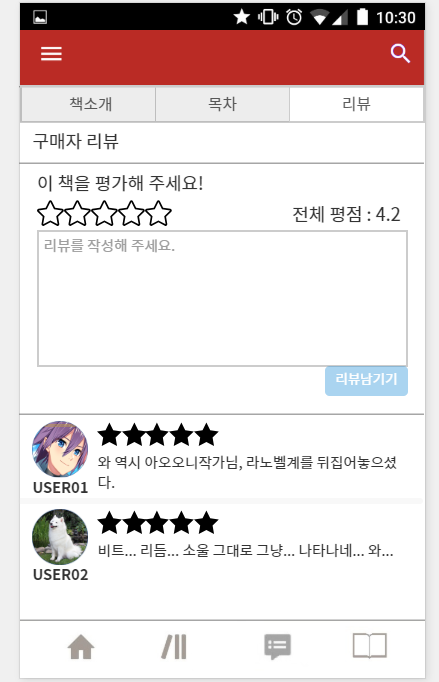 10:30
책소개 목차 리뷰
구매자 리뷰
이 책을 평가해 주세요!
전체 평점 : 4.2
리뷰를 작성해 주세요.
리뷰남기기
와 역시 아오오니작가님, 라노벨계를 뒤집어놓으셨
다.
USER01
비트... 리듬... 소울 그대로 그냥... 나타나네... 와...
USER02